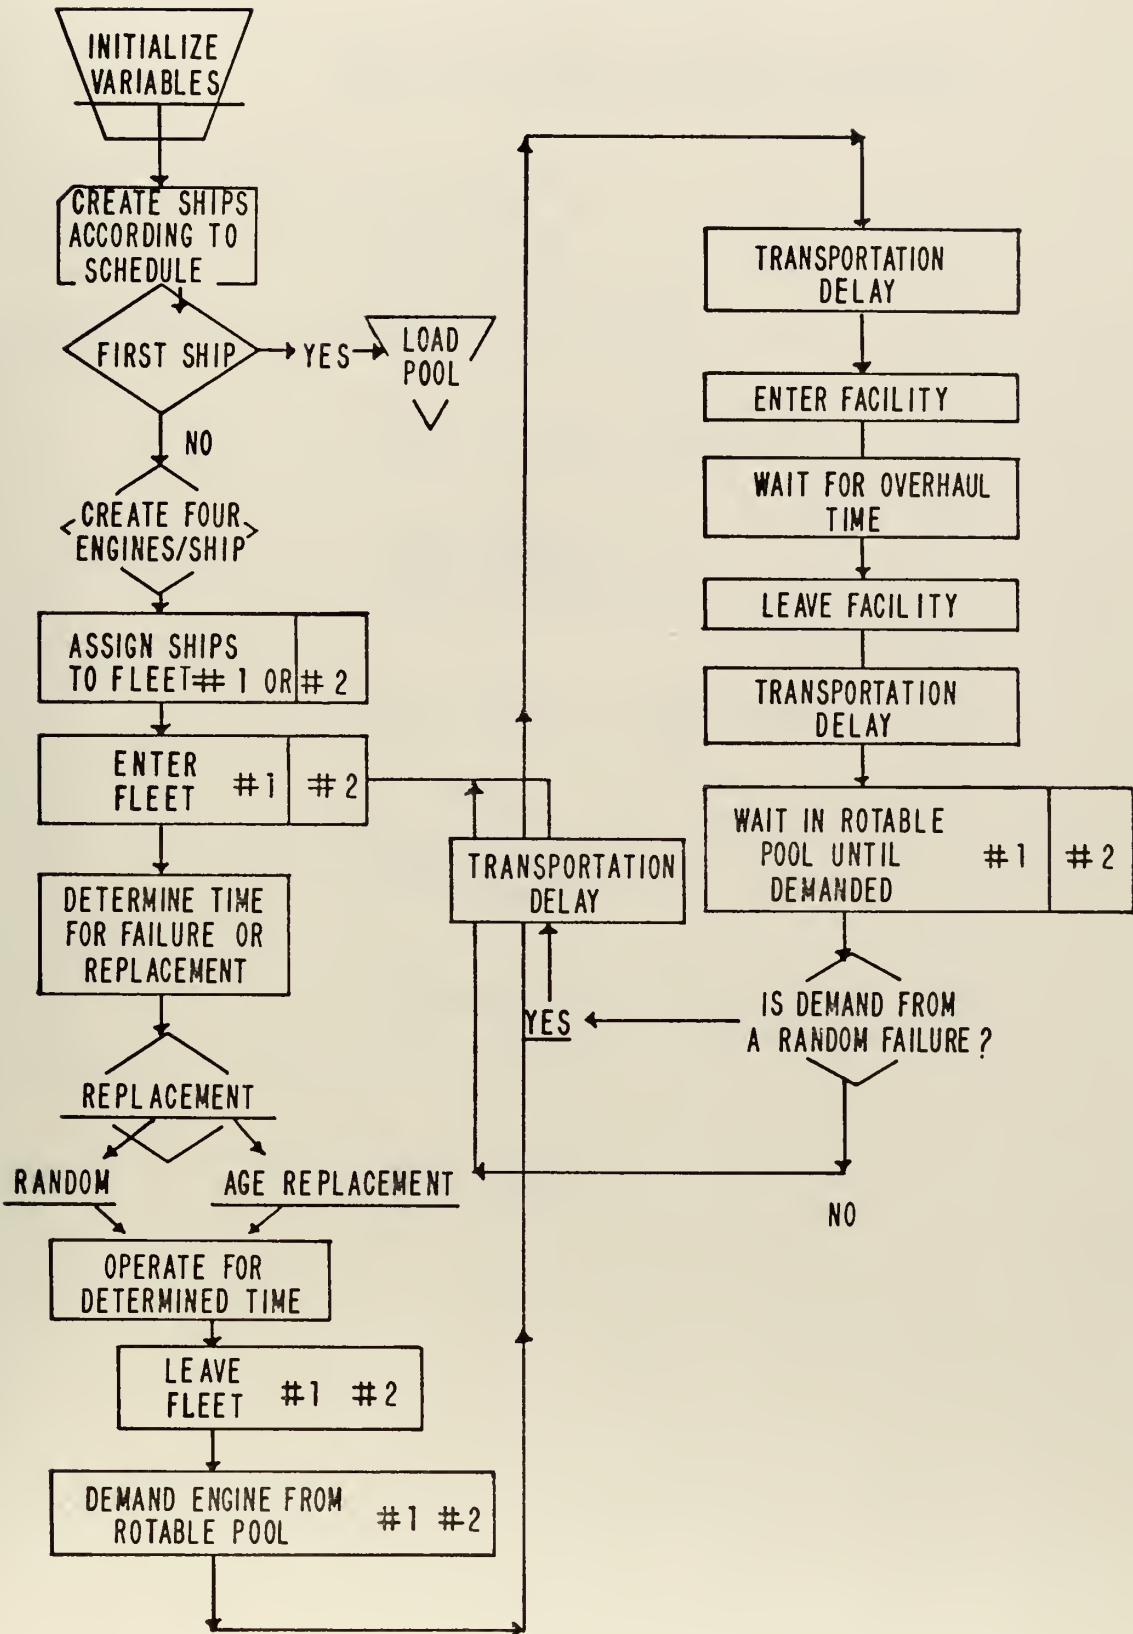 INITIALIZE
VARIABLES
CREATE SHIPS
ACCORDING TO
SCHEDULE
FIRST SHIP
YES
LOAD
POOL
NO
CREATE FOUR
ENGINES/SHIP
ASSIGN SHIPS
TO FLEET #1 OR #2
ENTER
FLEET #1 #2
DETERMINE TIME
FOR FAILURE OR
REPLACEMENT
REPLACEMENT
RANDOM
AGE REPLACEMENT
OPERATE FOR
DETERMINED TIME
LEAVE
FLEET #1 #2
DEMAND ENGINE FROM
ROTABLE POOL #1 #2
TRANSPORTATION
DELAY
ENTER FACILITY
WAIT FOR OVERHAUL
TIME
LEAVE FACILITY
TRANSPORTATION
DELAY
WAIT IN ROTABLE
POOL UNTIL #1 #2
DEMANDED
IS DEMAND FROM
A RANDOM FAILURE?
YES
TRANSPORTATION
DELAY
NO